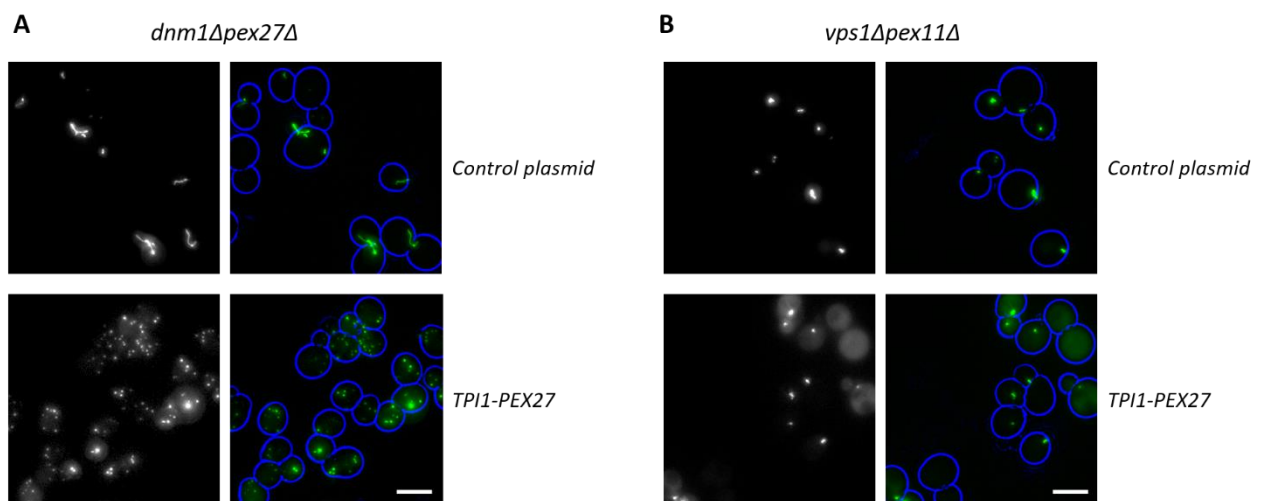 A
dnm1Δpex27Δ
Control plasmid
TPI1-PEX27
B
vps1Δpex11Δ
Control plasmid
TPI1-PEX27